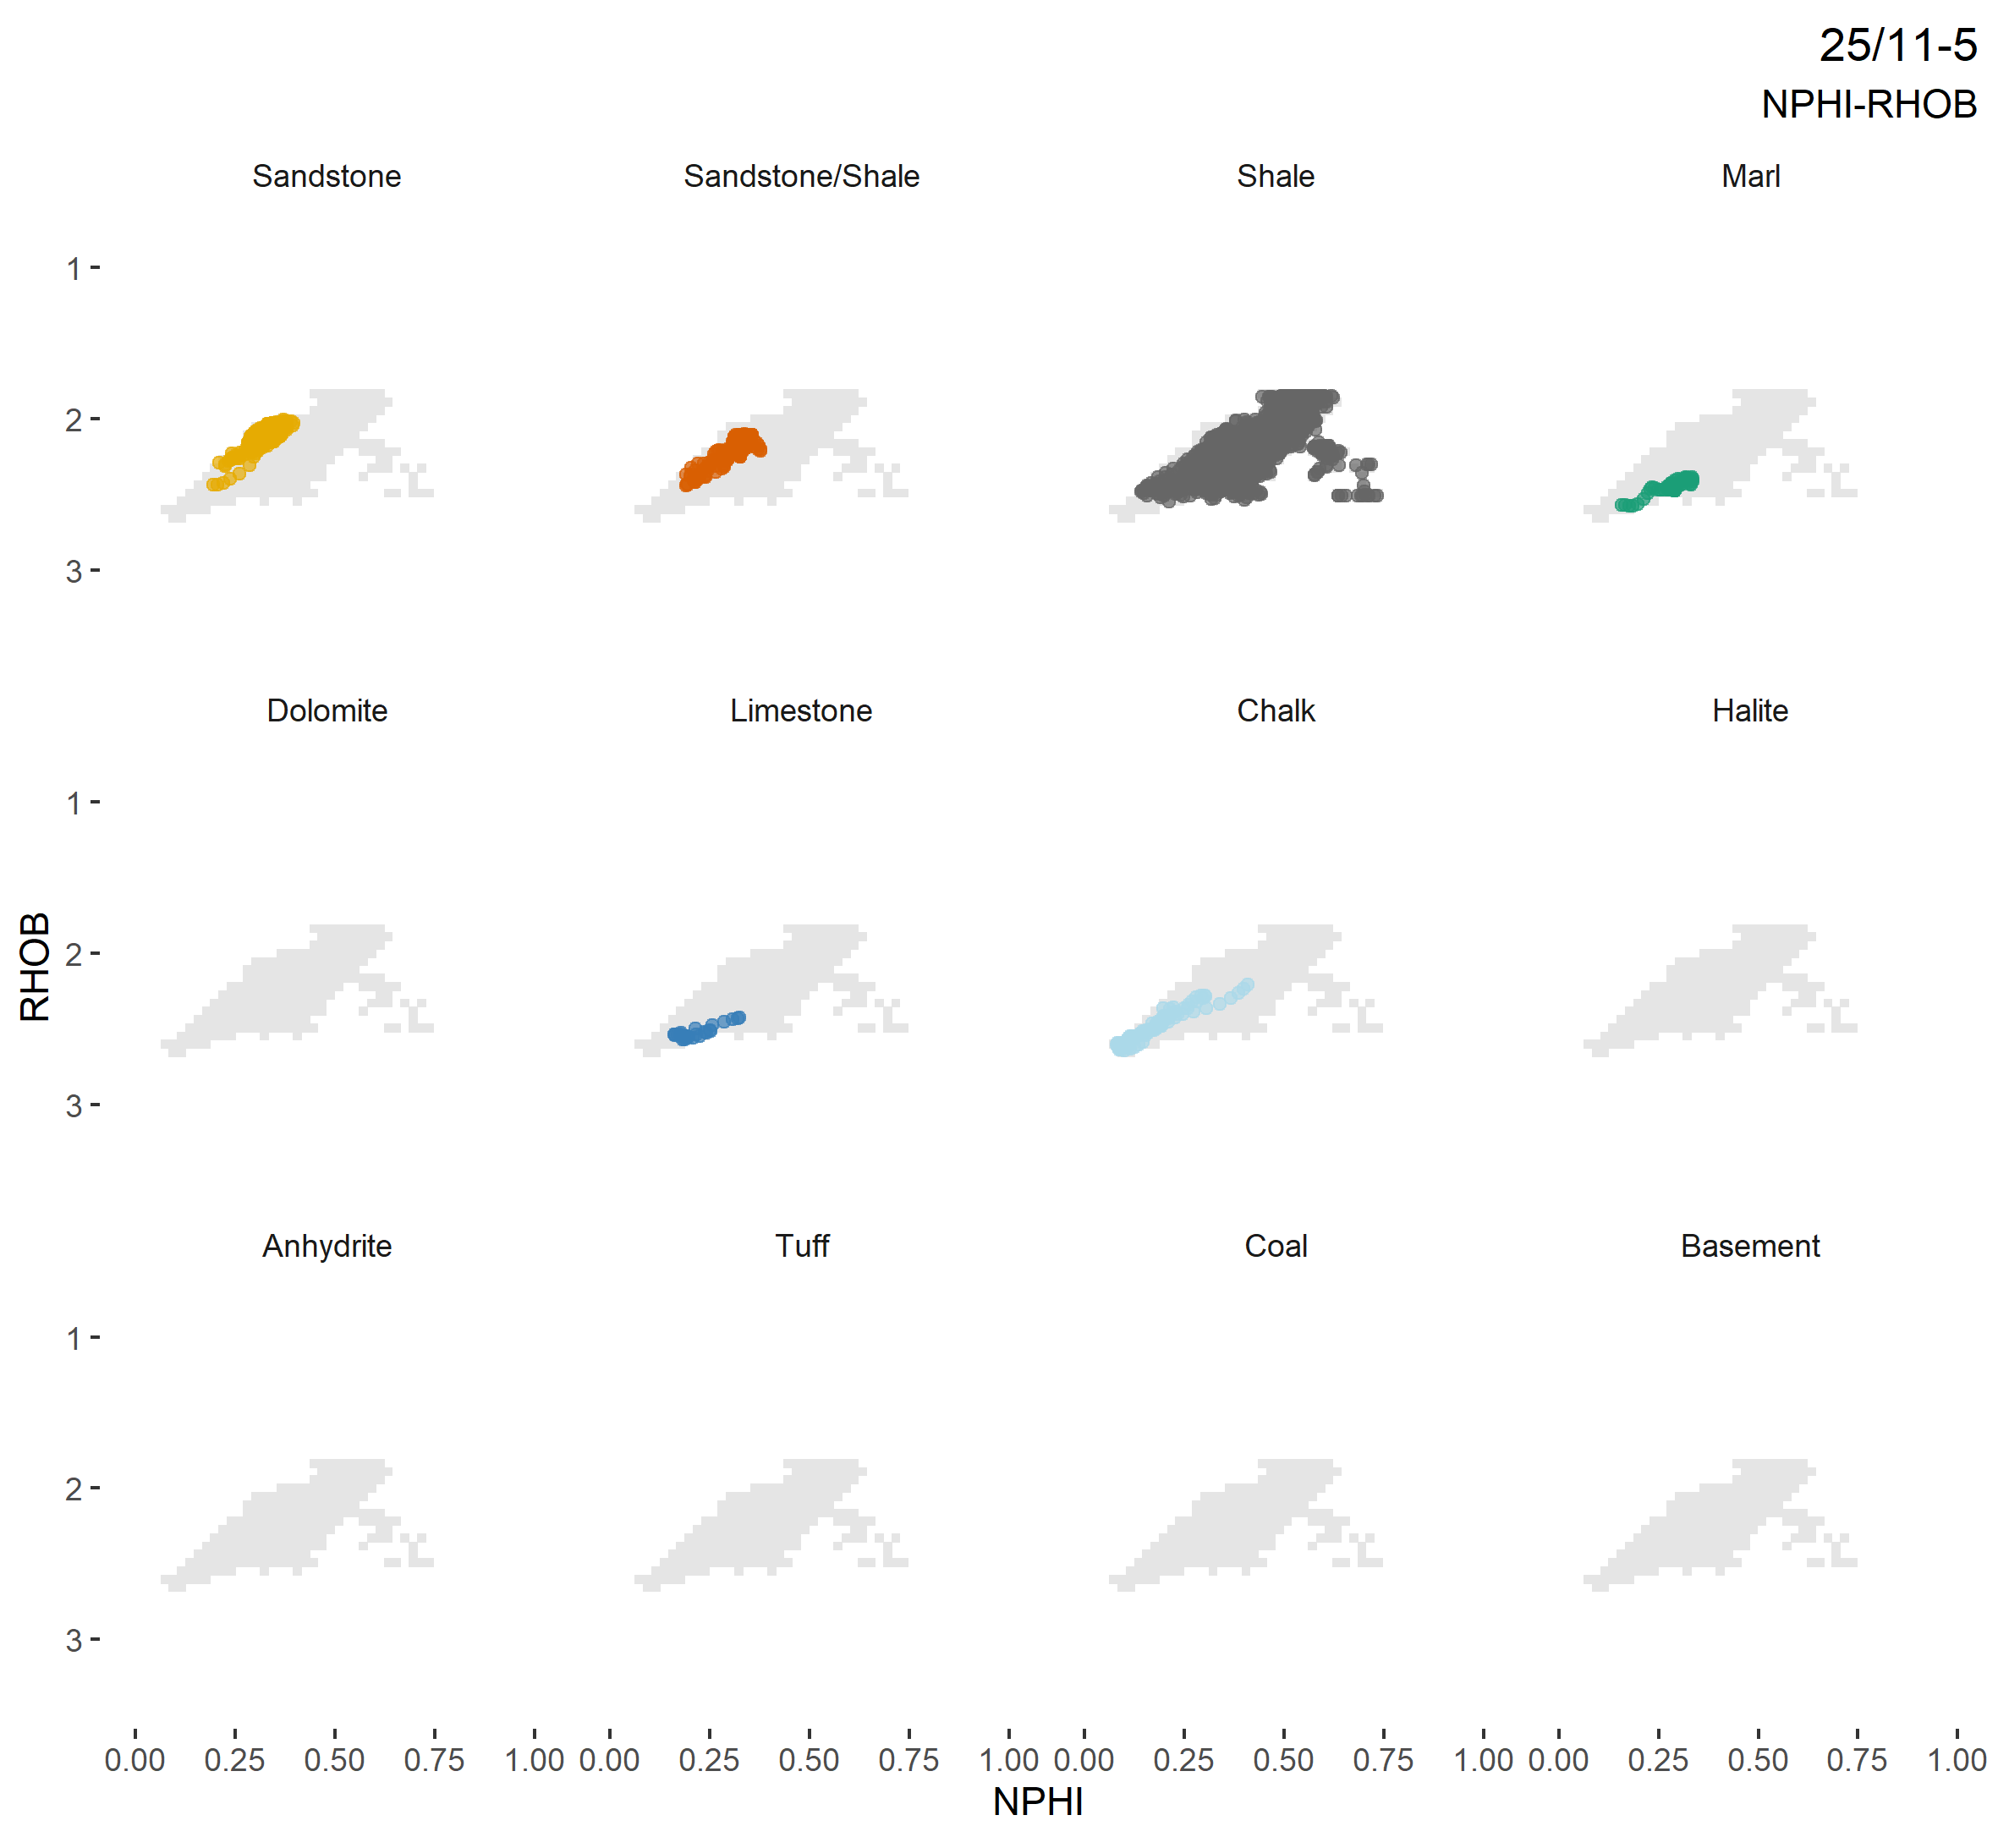 25/11-5
NPHI-RHOB
Sandstone Sandstone/Shale Shale Marl
1
2
3
Dolomite Limestone Chalk Halite
1
2
3
RHOB
Anhydrite Tuff Coal Basement
1
2
3
0.00 0.25 0.50 0.75 1.00 0.00 0.25 0.50 0.75 1.00 0.00 0.25 0.50 0.75 1.00 0.00 0.25 0.50 0.75 1.00
NPHI